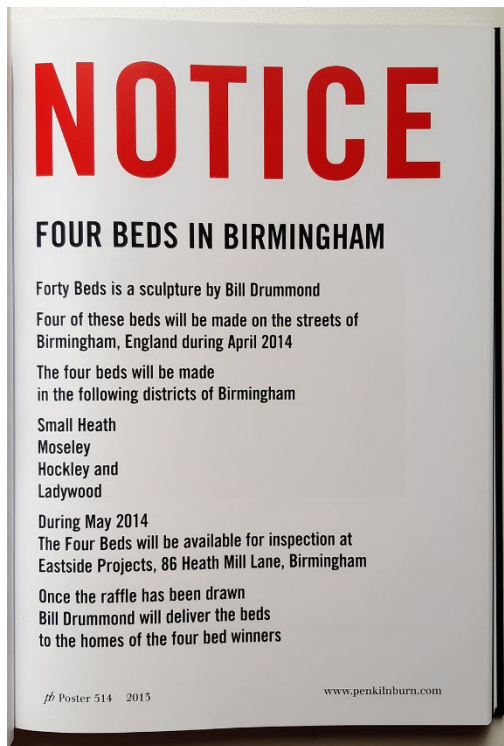 NOTICE
FOUR BEDS IN BIRMINGHAM
Forty Beds is a sculpture by Bill Drummond
Four of these beds will be made on the streets of
Birmingham, England during April 2014
The four beds will be made
in the following districts of Birmingham
Small Heath
Moseley
Hockley and
Ladywood
During May 2014
The Four Beds will be available for inspection at
Eastside Projects, 86 Heath Mill Lane, Birmingham
Once the raffle has been drawn
Bill Drummond will deliver the beds
to the homes of the four bed winners
pb Poster 514 2013
www.penkilnburn.com